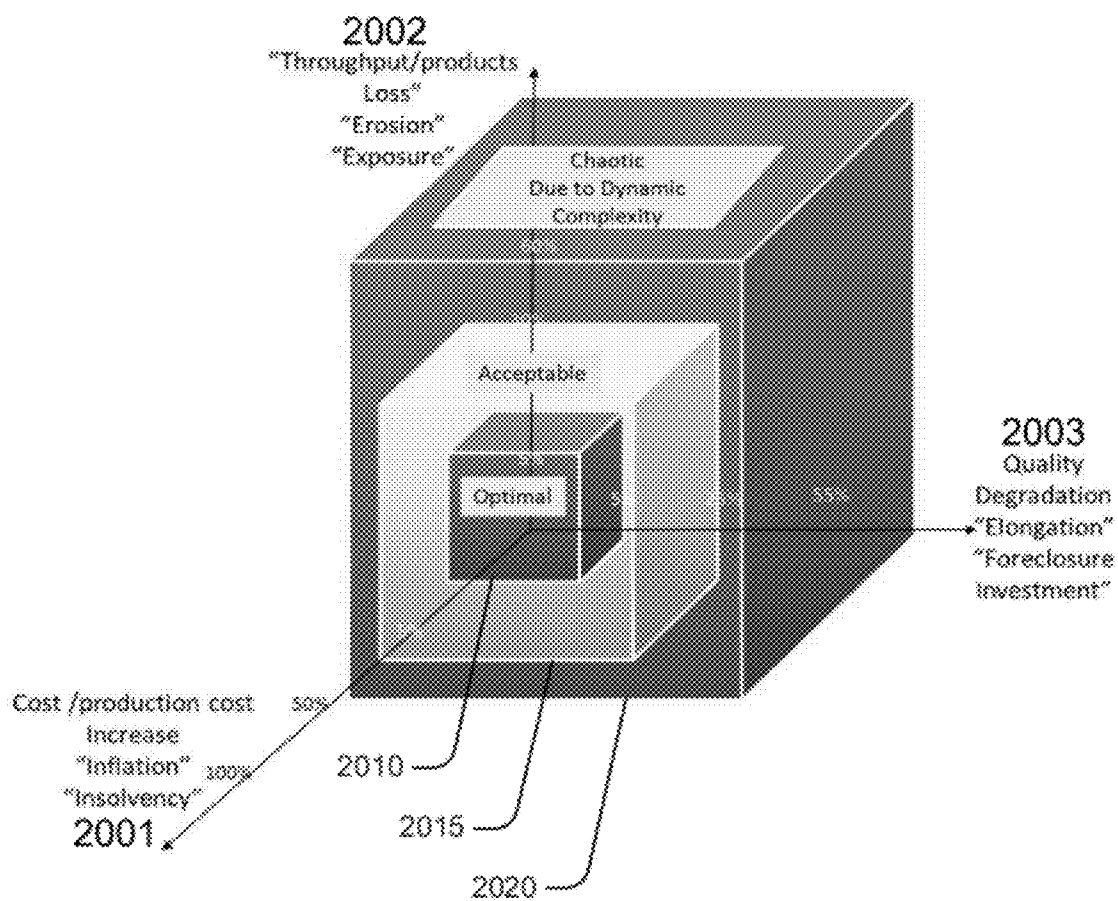 2002
"Throughput/products
Loss"
"Erosion"
"Exposure"
Chaotic
Due to Dynamic
Complexity
Acceptable
Optimal
55%
2003
Quality
Degradation
"Elongation"
"Foreclosure
investment"
Cost /production cost
Increase
"Inflation"
"Insolvency"
2001
50%
100%
2010
2015
2020